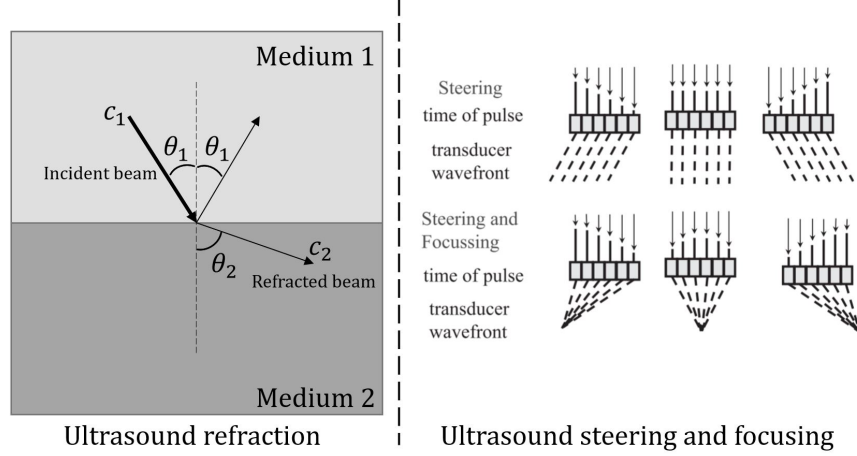 Medium 1
c₁
θ₁ θ₁
Incident beam
c₂
θ₂
Refracted beam
Medium 2
Ultrasound refraction
Steering
time of pulse
transducer
wavefront
Steering and
Focussing
time of pulse
transducer
wavefront
Ultrasound steering and focusing